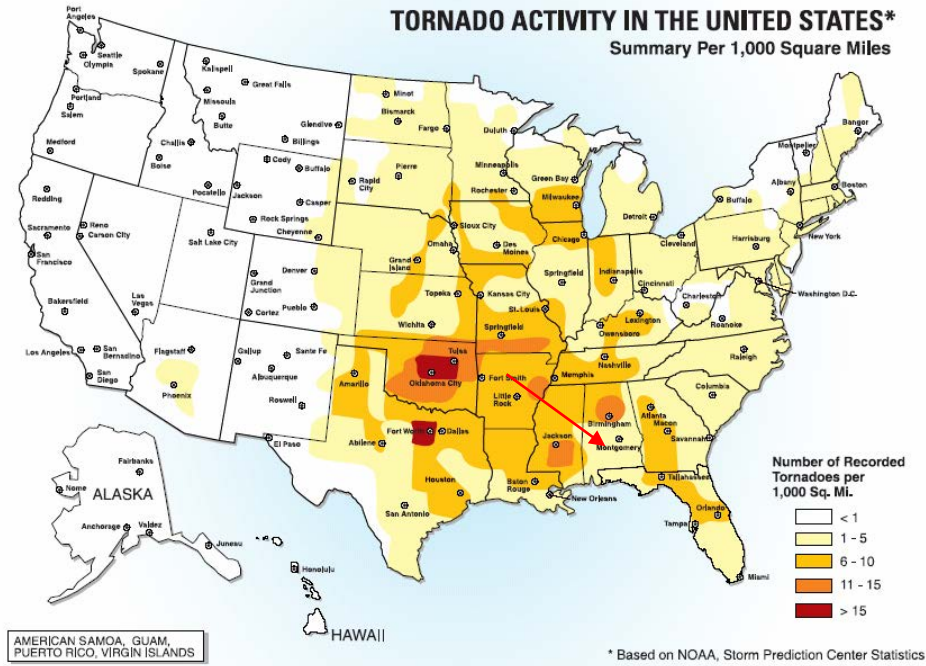 TORNADO ACTIVITY IN THE UNITED STATES*
Summary Per 1,000 Square Miles
Port
Angeles
Seattle
Olympia
Spokane
Portland
Salem
Medford
Kalispell
Great Falls
Missoula
Butte
Glendive
Billings
Challis
Boise
Pocatello
Cody
Buffalo
Jackson
Casper
Rock Springs
Cheyenne
Minot
Bismarck
Fargo
Pierre
Rapid
City
Duluth
Minneapolis
Rochester
Green Bay
Milwaukee
Chicago
Detroit
Bangor
Montpelier
Albany
Boston
Buffalo
New York
Harrisburg
Cleveland
Washington D.C.
Redding
Reno
Carson City
Sacramento
San
Francisco
Bakersfield
Las
Vegas
Los Angeles
San
Bernadino
San
Diego
Salt Lake City
Grand
Junction
Denver
Pueblo
Cortez
Sioux City
Omaha
Des
Moines
Grand
Island
Topeka
Kansas City
Wichita
Springfield
Indianapolis
Cincinnati
St. Louis
Springfield
Charleston
Roanoke
Lexington
Owensboro
Nashville
Raleigh
Columbia
Flagstaff
Phoenix
Gallup
Santa Fe
Albuquerque
Roswell
El Paso
Amarillo
Tulsa
Oklahoma City
Fort Smith
Little
Rock
Memphis
Birmingham
Montgomery
Atlanta
Macon
Savannah
Fort Worth
Dallas
Abilene
Jackson
Houston
San Antonio
Baton
Rouge
New Orleans
Tallahassee
Orlando
Tampa
Miami
Fairbanks
Nome
ALASKA
Anchorage
Valdez
Juneau
Honolulu
HAWAII
Number of Recorded
Tornadoes per
1,000 Sq. Mi.
< 1
1 - 5
6 - 10
11 - 15
> 15
AMERICAN SAMOA, GUAM,
PUERTO RICO, VIRGIN ISLANDS
* Based on NOAA, Storm Prediction Center Statistics